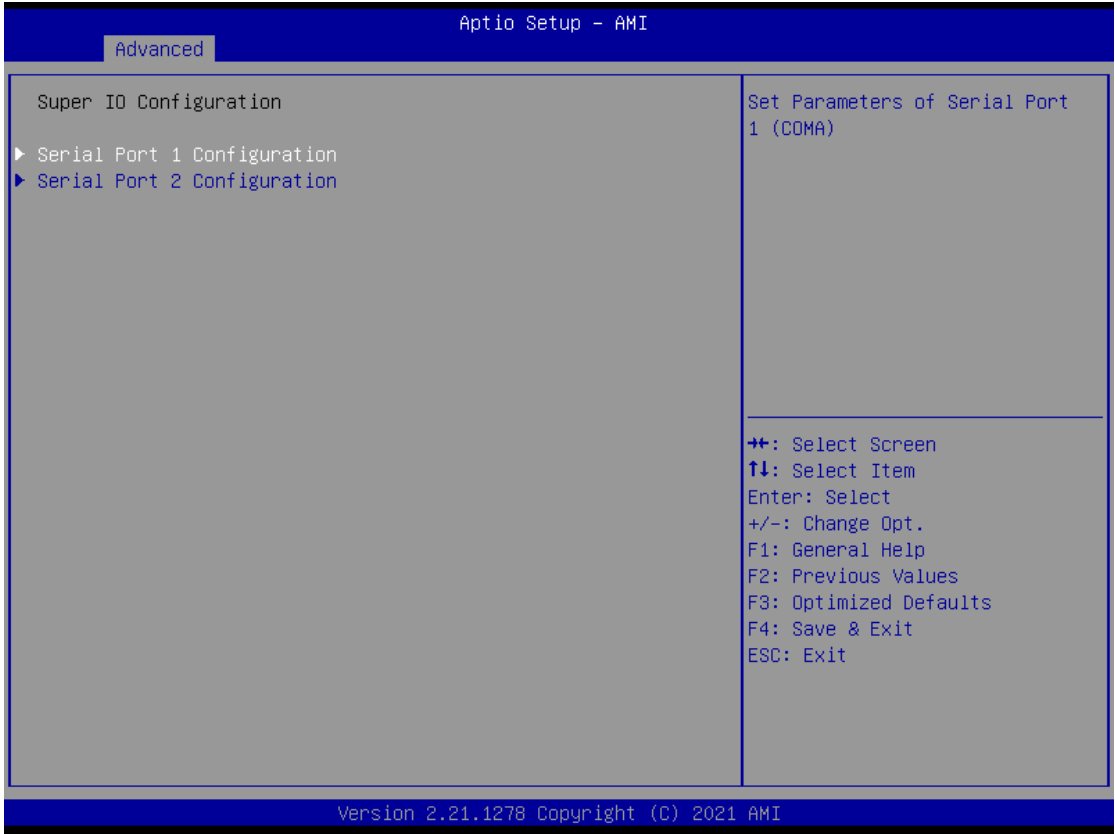 Aptio Setup – AMI
Advanced
Super IO Configuration
Serial Port 1 Configuration
Serial Port 2 Configuration
Set Parameters of Serial Port
1 (COMA)
→←: Select Screen
↑↓: Select Item
Enter: Select
+/-: Change Opt.
F1: General Help
F2: Previous Values
F3: Optimized Defaults
F4: Save & Exit
ESC: Exit
Version 2.21.1278 Copyright (C) 2021 AMI